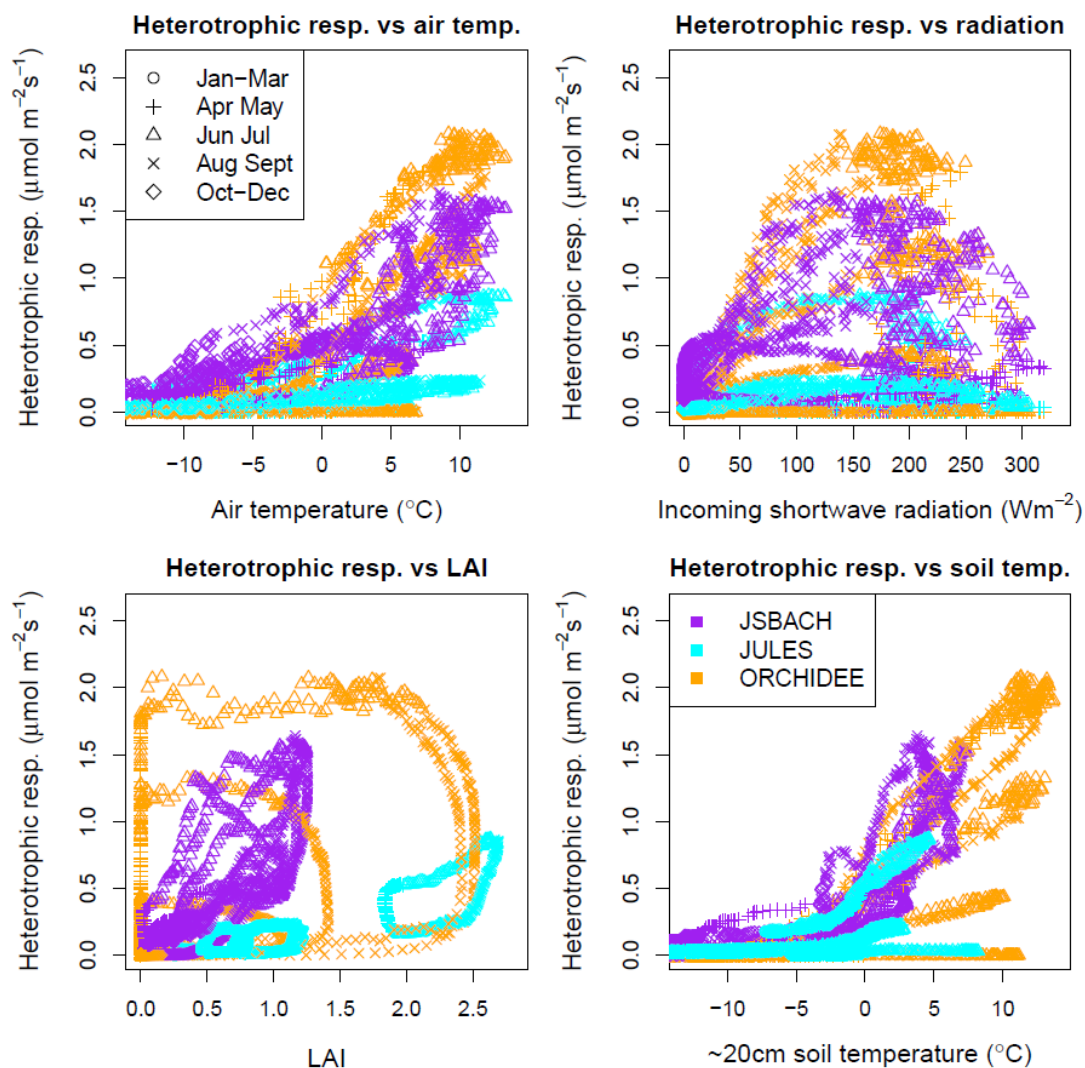 Heterotrophic resp. vs air temp.
Heterotrophic resp. (μmol m−2s−1)
2.5
2.0
1.5
1.0
0.5
0.0
Jan−Mar
Apr May
Jun Jul
Aug Sept
Oct−Dec
−10
−5
0
5
10
Air temperature (°C)
Heterotrophic resp. vs radiation
Heterotropic resp. (μmol m−2s−1)
2.5
2.0
1.5
1.0
0.5
0.0
0
50
100
150
200
250
300
Incoming shortwave radiation (Wm−2)
Heterotrophic resp. vs LAI
Heterotrophic resp. (μmol m−2s−1)
2.5
2.0
1.5
1.0
0.5
0.0
0.0
0.5
1.0
1.5
2.0
2.5
LAI
Heterotrophic resp. vs soil temp.
Heterotrophic resp. (μmol m−2s−1)
2.5
2.0
1.5
1.0
0.5
0.0
JSBACH
JULES
ORCHIDEE
−10
−5
0
5
10
~20cm soil temperature (°C)